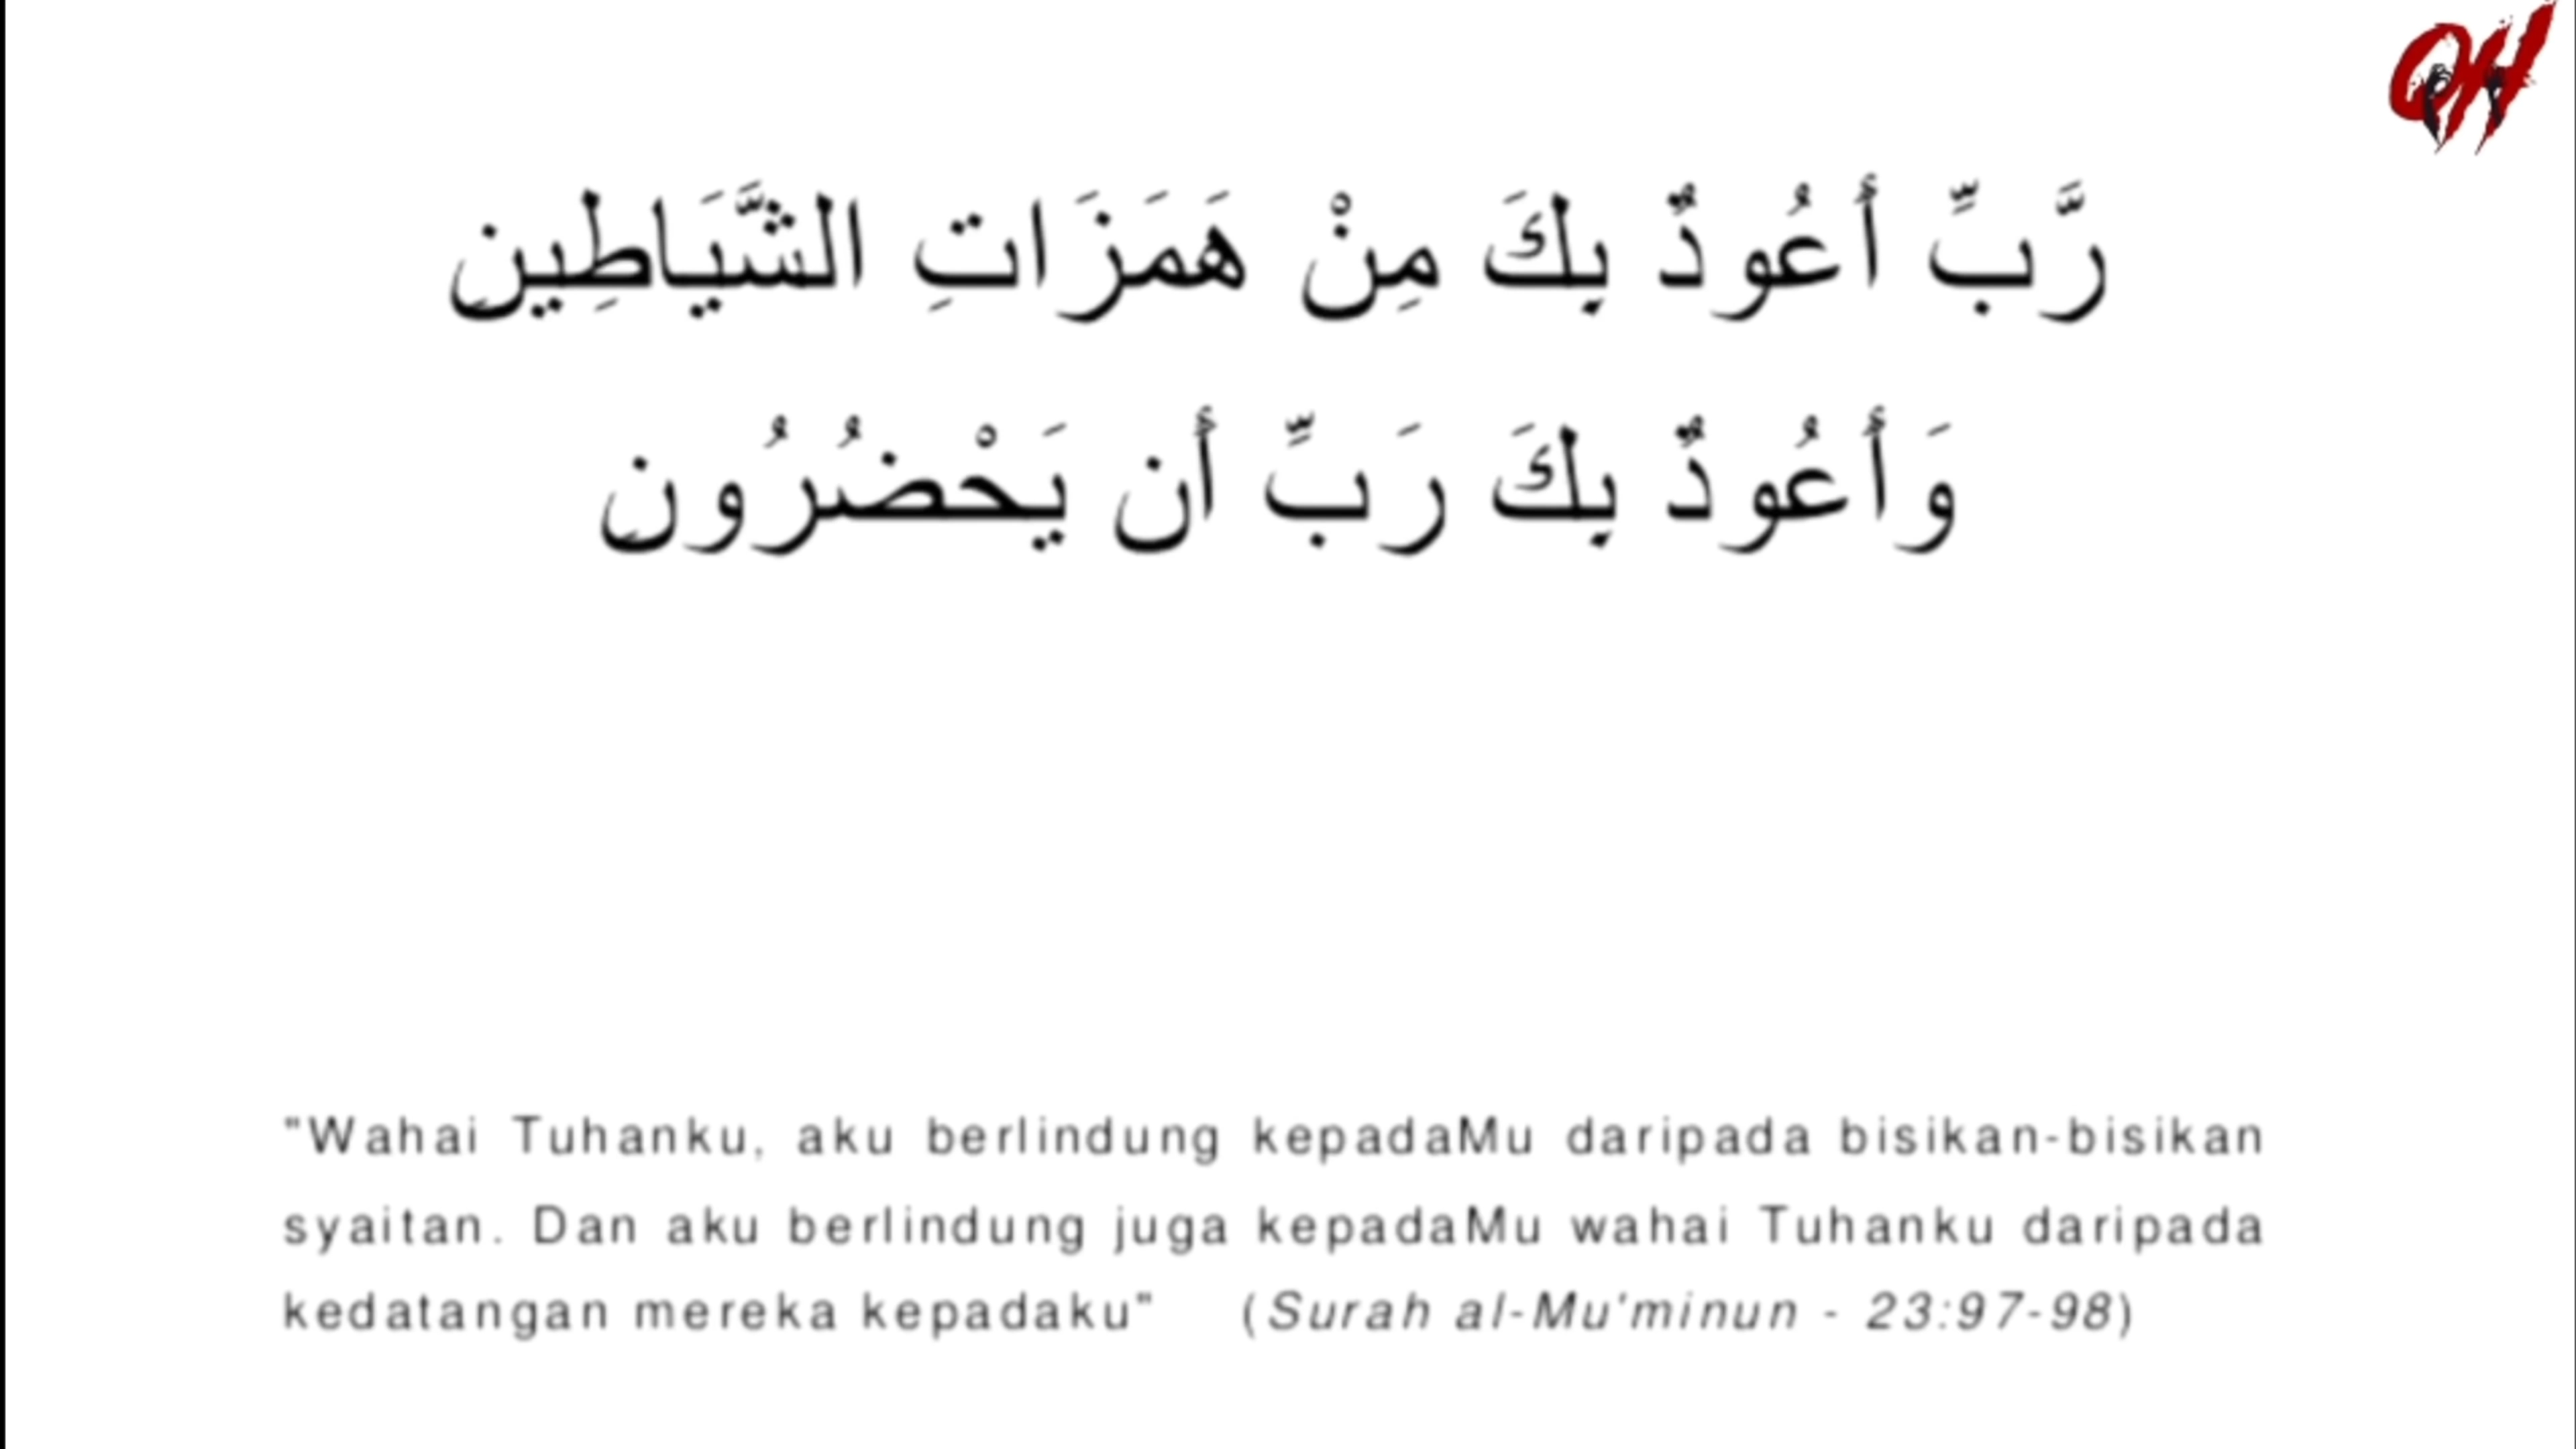 OH
رَّبِّ أَعُوذٌ بِكَ مِنْ هَمَزَاتِ الشَّيَاطِينِ
وَأَعُوذٌ بِكَ رَبِّ أَن يَحْضُرُونِ
"Wahai Tuhanku, aku berlindung kepadaMu daripada bisikan-bisikan
syaitan. Dan aku berlindung juga kepadaMu wahai Tuhanku daripada
kedatangan mereka kepadaku" (Surah al-Mu'minun - 23:97-98)